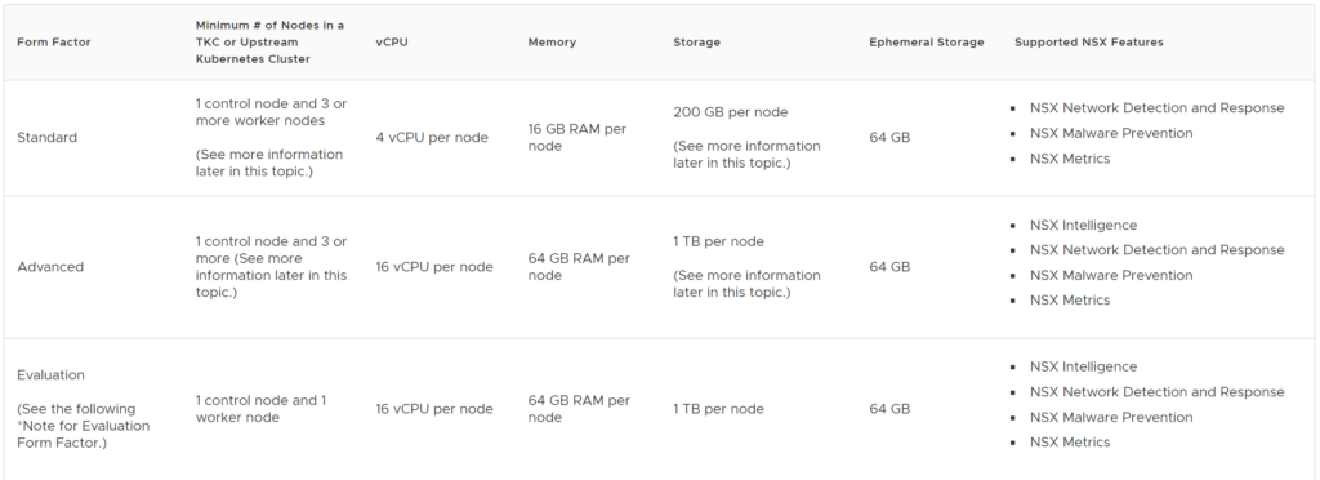 Form Factor
Minimum # of Nodes in a
TKC or Upstream
Kubernetes Cluster
vCPU
Memory
Storage
Ephemeral Storage
Supported NSX Features
Standard
1 control node and 3 or
more worker nodes
(See more information
later in this topic.)
4 vCPU per node
16 GB RAM per
node
200 GB per node
(See more information
later in this topic.)
64 GB
▪ NSX Network Detection and Response
▪ NSX Malware Prevention
▪ NSX Metrics
Advanced
1 control node and 3 or
more (See more
information later in this
topic.)
16 vCPU per node
64 GB RAM per
node
1 TB per node
(See more information
later in this topic.)
64 GB
▪ NSX Intelligence
▪ NSX Network Detection and Response
▪ NSX Malware Prevention
▪ NSX Metrics
Evaluation
(See the following
*Note for Evaluation
Form Factor.)
1 control node and 1
worker node
16 vCPU per node
64 GB RAM per
node
1 TB per node
64 GB
▪ NSX Intelligence
▪ NSX Network Detection and Response
▪ NSX Malware Prevention
▪ NSX Metrics